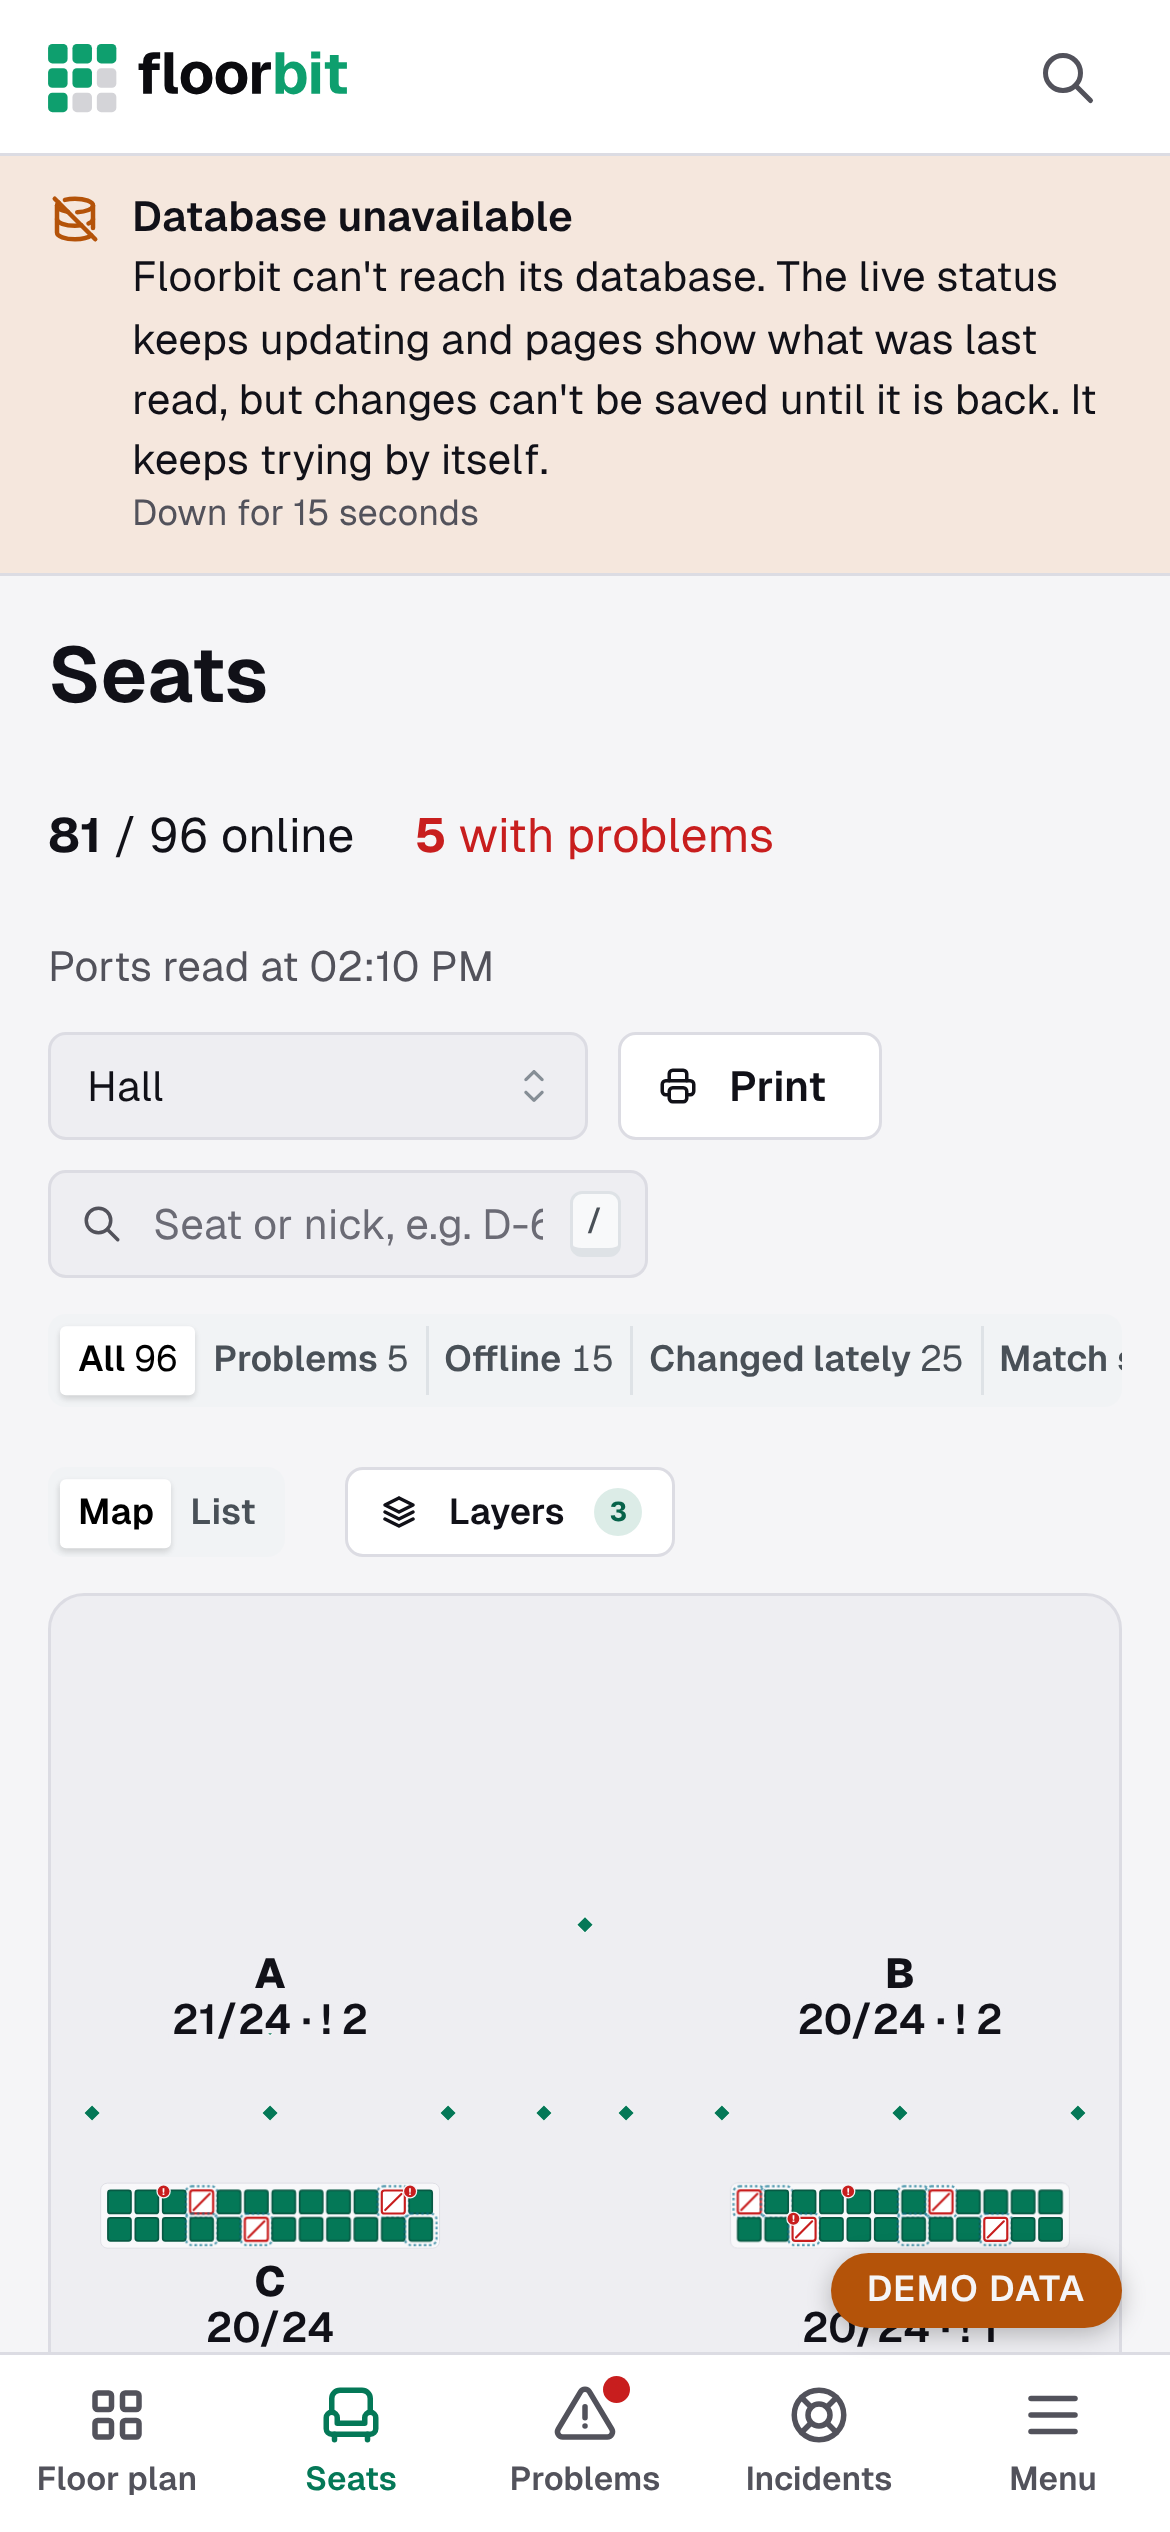 floorbit
Database unavailable
Floorbit can't reach its database. The live status
keeps updating and pages show what was last
read, but changes can't be saved until it is back. It
keeps trying by itself.
Down for 15 seconds
Seats
81 / 96 online 5 with problems
Ports read at 02:10 PM
Hall Print
Seat or nick, e.g. D-6 /
All 96 Problems 5 Offline 15 Changed lately 25 Match
Map List Layers 3
A B
21/24 · ! 2 20/24 · ! 2
C
DEMO DATA
20/24 20/24 · ! 1
Floor plan Seats Problems Incidents Menu